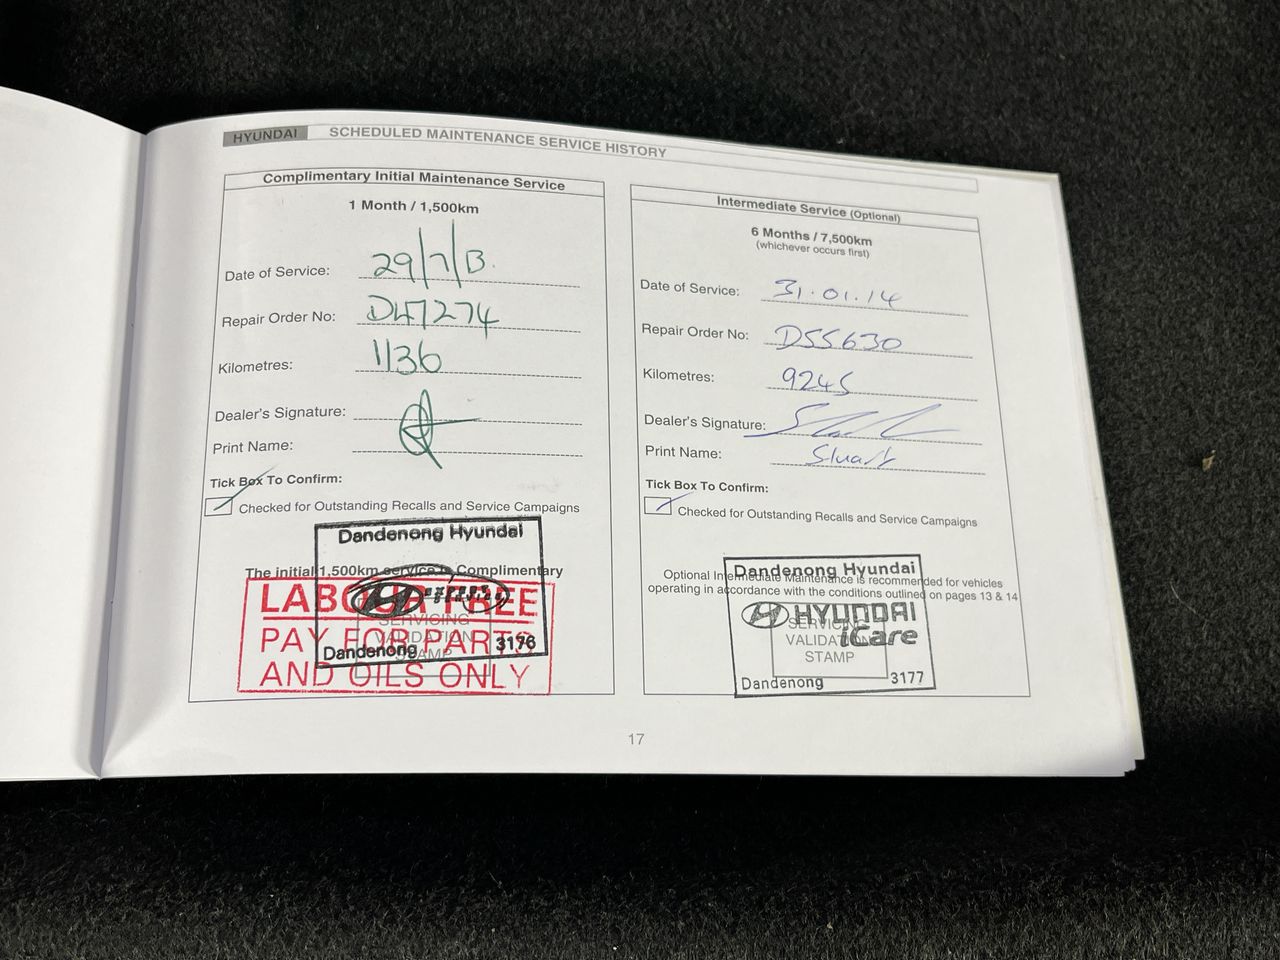 HYUNDAI SCHEDULED MAINTENANCE SERVICE HISTORY
Complimentary Initial Maintenance Service
1 Month / 1,500km
Date of Service: 29/7/13.
Repair Order No: D47274
Kilometres: 1136
Dealer's Signature:
Print Name:
Tick Box To Confirm:
Checked for Outstanding Recalls and Service Campaigns
The initial 1,500km service is Complimentary
Dandenong Hyundai
LABOUR FREE
PAY FOR PARTS
AND OILS ONLY
SERVICING
VALIDATION
STAMP
Dandenong 3176
Intermediate Service (Optional)
6 Months / 7,500km
(whichever occurs first)
Date of Service: 31.01.14
Repair Order No: D55630
Kilometres: 9245
Dealer's Signature:
Print Name: Stuart
Tick Box To Confirm:
Checked for Outstanding Recalls and Service Campaigns
Optional Intermediate Maintenance is recommended for vehicles
operating in accordance with the conditions outlined on pages 13 & 14
Dandenong Hyundai
HYUNDAI
iCare
SERVICING
VALIDATION
STAMP
Dandenong 3177
17